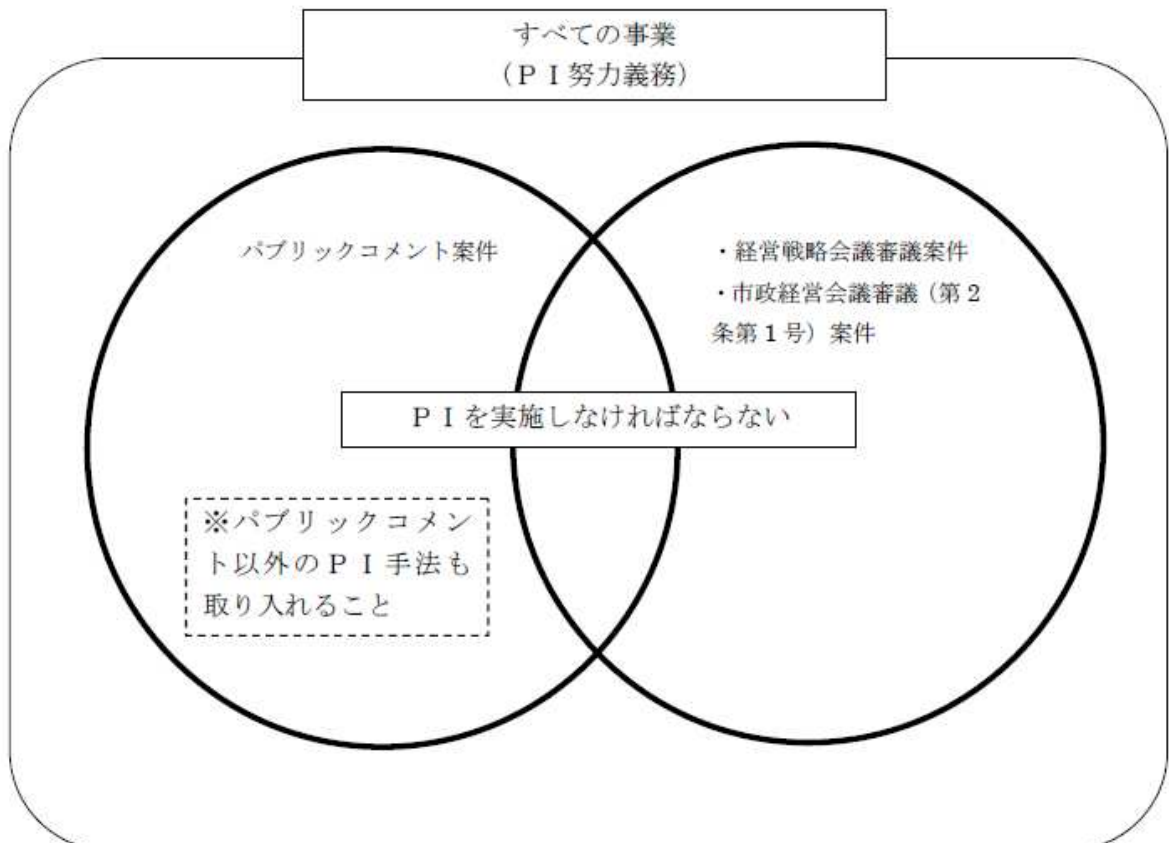 すべての事業
（ＰＩ努力義務）
パブリックコメント案件
・経営戦略会議審議案件
・市政経営会議審議（第２
条第１号）案件
ＰＩを実施しなければならない
※パブリックコメン
ト以外のＰＩ手法も
取り入れること